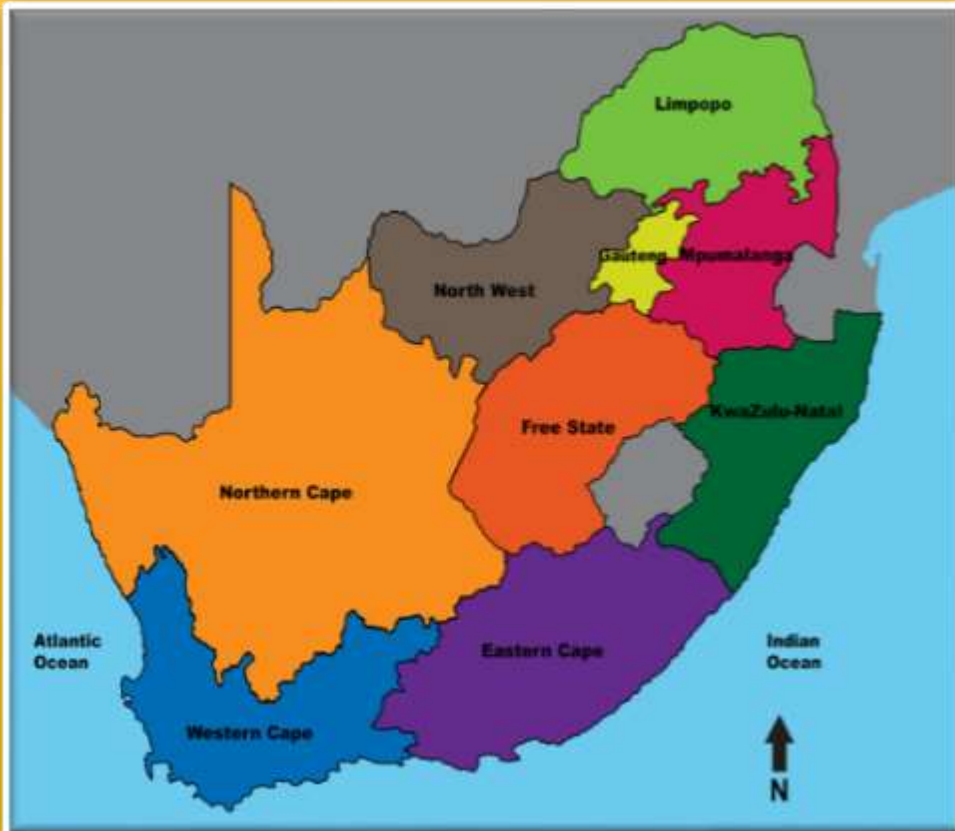 Limpopo
Gauteng Mpumalanga
North West
KwaZulu-Natal
Free State
Northern Cape
Atlantic
Ocean
Eastern Cape
Indian
Ocean
Western Cape
N